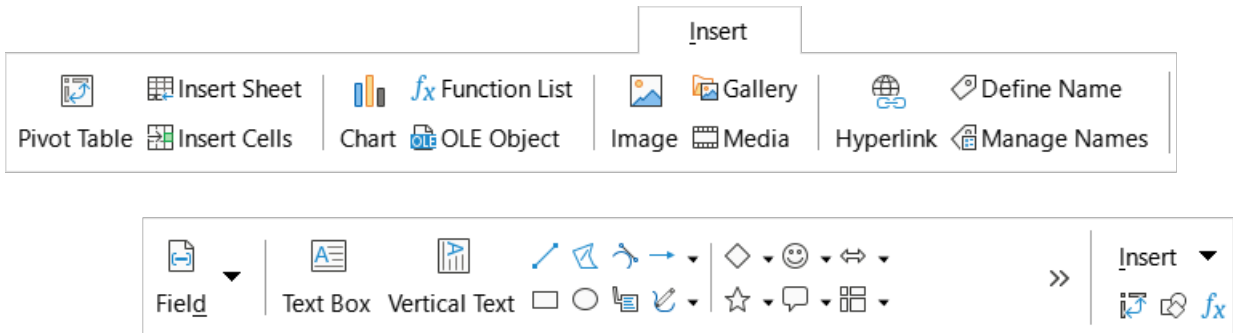 Insert
Insert Sheet Function List Gallery Define Name
Pivot Table Insert Cells Chart OLE OLE Object Image Media Hyperlink Manage Names
Insert
Field Text Box Vertical Text